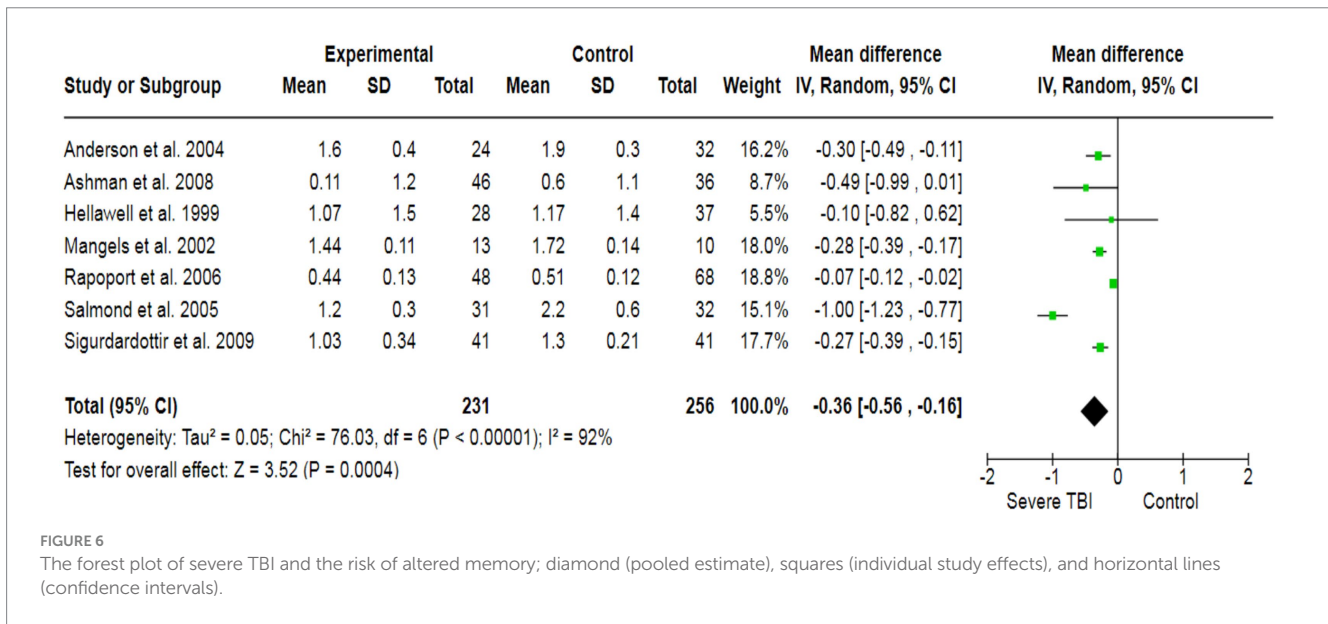 Experimental Control Mean difference Mean difference
Study or Subgroup Mean SD Total Mean SD Total Weight IV, Random, 95% CI IV, Random, 95% CI
Anderson et al. 2004 1.6 0.4 24 1.9 0.3 32 16.2% -0.30 [-0.49 , -0.11]
Ashman et al. 2008 0.11 1.2 46 0.6 1.1 36 8.7% -0.49 [-0.99 , 0.01]
Hellawell et al. 1999 1.07 1.5 28 1.17 1.4 37 5.5% -0.10 [-0.82 , 0.62]
Mangels et al. 2002 1.44 0.11 13 1.72 0.14 10 18.0% -0.28 [-0.39 , -0.17]
Rapoport et al. 2006 0.44 0.13 48 0.51 0.12 68 18.8% -0.07 [-0.12 , -0.02]
Salmond et al. 2005 1.2 0.3 31 2.2 0.6 32 15.1% -1.00 [-1.23 , -0.77]
Sigurdardottir et al. 2009 1.03 0.34 41 1.3 0.21 41 17.7% -0.27 [-0.39 , -0.15]
Total (95% CI) 231 256 100.0% -0.36 [-0.56 , -0.16]
Heterogeneity: Tau² = 0.05; Chi² = 76.03, df = 6 (P < 0.00001); I² = 92%
Test for overall effect: Z = 3.52 (P = 0.0004)
-2 -1 0 1 2
Severe TBI Control
FIGURE 6
The forest plot of severe TBI and the risk of altered memory; diamond (pooled estimate), squares (individual study effects), and horizontal lines
(confidence intervals).